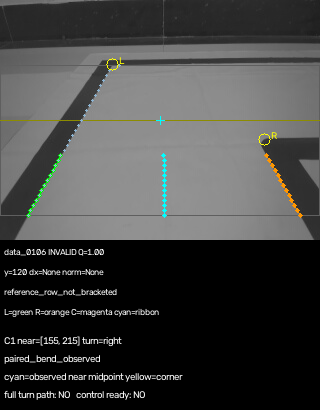 L
R
data_0106 INVALID Q=1.00
y=120 dx=None norm=None
reference_row_not_bracketed
L=green R=orange C=magenta cyan=ribbon
C1 near=[155, 215] turn=right
paired_bend_observed
cyan=observed near midpoint yellow=corner
full turn path: NO control ready: NO